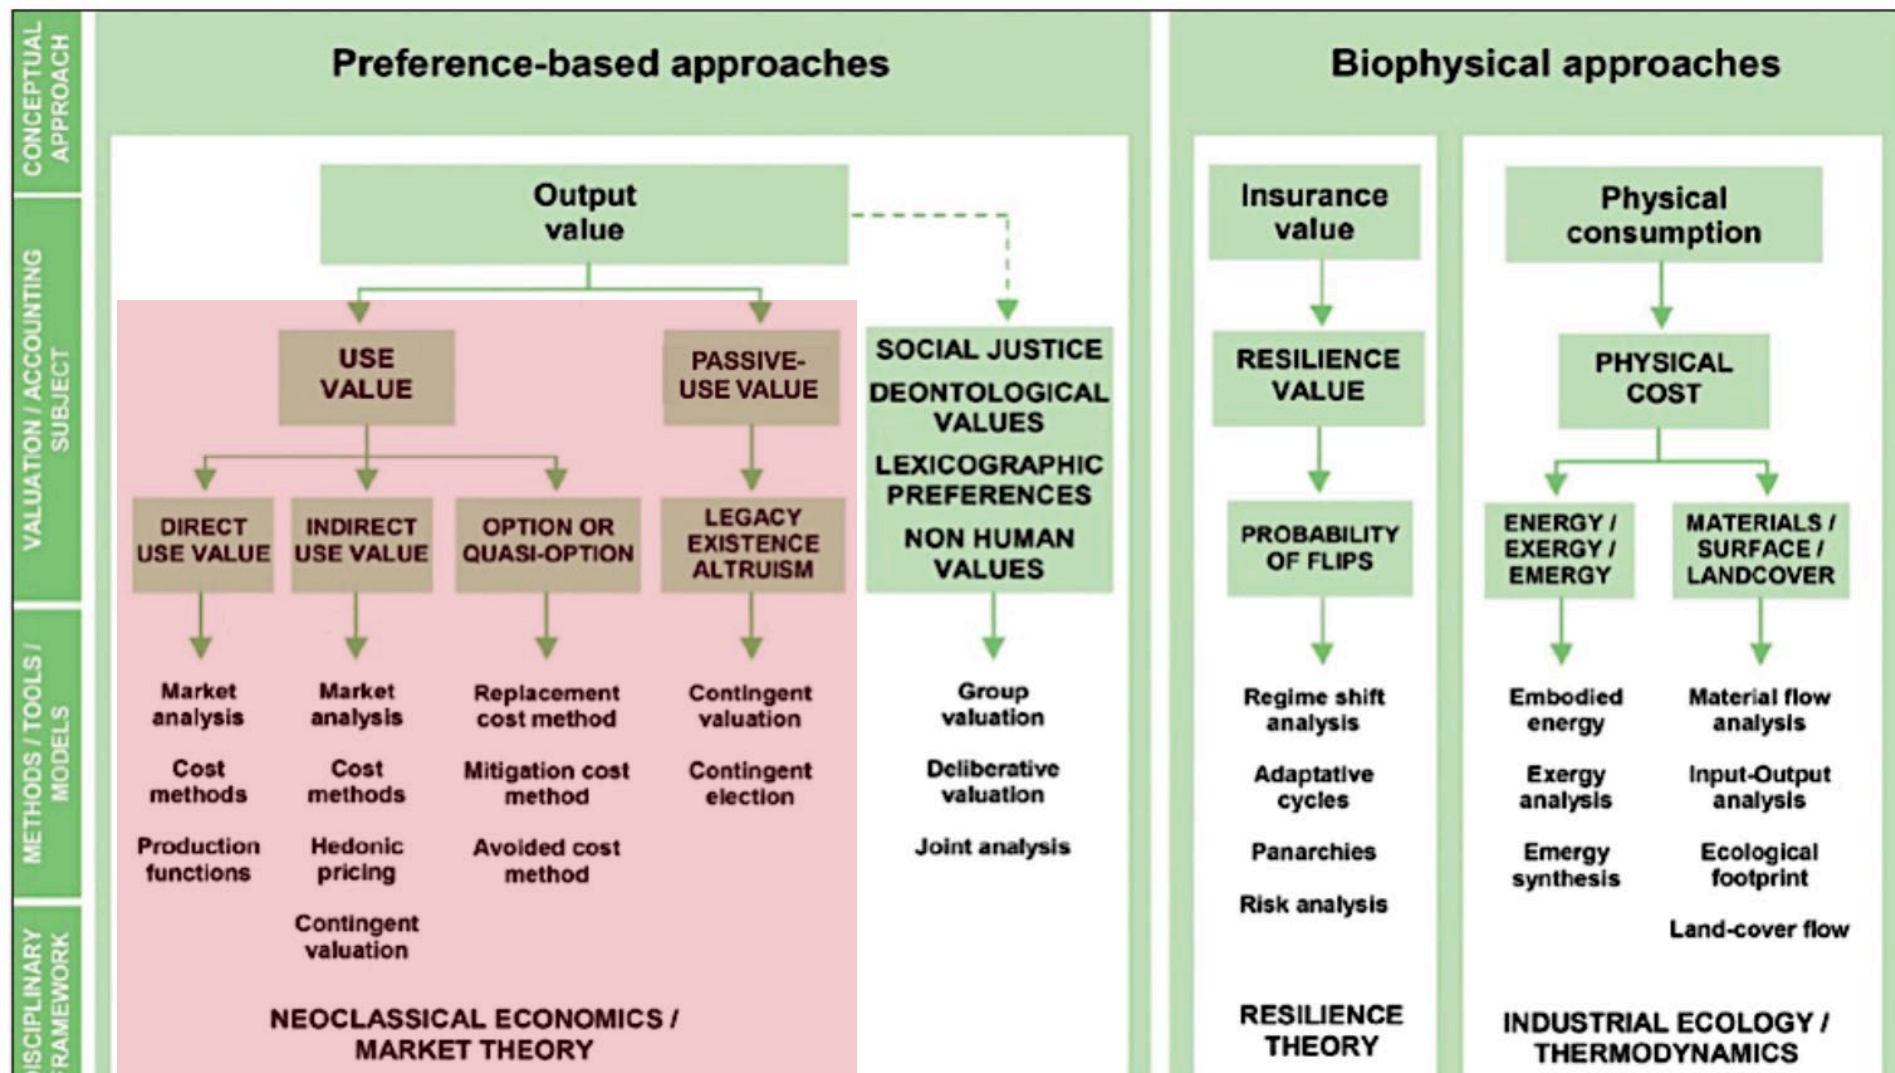 CONCEPTUAL
APPROACH
Preference-based approaches
Biophysical approaches
VALUATION / ACCOUNTING
SUBJECT
Output
value
Insurance
value
Physical
consumption
USE
VALUE
PASSIVE-
USE VALUE
SOCIAL JUSTICE
DEONTOLOGICAL
VALUES
LEXICOGRAPHIC
PREFERENCES
NON HUMAN
VALUES
RESILIENCE
VALUE
PHYSICAL
COST
DIRECT
USE VALUE
INDIRECT
USE VALUE
OPTION OR
QUASI-OPTION
LEGACY
EXISTENCE
ALTRUISM
PROBABILITY
OF FLIPS
ENERGY /
EXERGY /
EMERGY
MATERIALS /
SURFACE /
LANDCOVER
METHODS / TOOLS /
MODELS
Market
analysis
Cost
methods
Production
functions
Market
analysis
Cost
methods
Hedonic
pricing
Contingent
valuation
Replacement
cost method
Mitigation cost
method
Avoided cost
method
Contingent
valuation
Contingent
election
Group
valuation
Deliberative
valuation
Joint analysis
Regime shift
analysis
Adaptative
cycles
Panarchies
Risk analysis
Embodied
energy
Exergy
analysis
Emergy
synthesis
Material flow
analysis
Input-Output
analysis
Ecological
footprint
Land-cover flow
DISCIPLINARY
FRAMEWORK
NEOCLASSICAL ECONOMICS /
MARKET THEORY
RESILIENCE
THEORY
INDUSTRIAL ECOLOGY /
THERMODYNAMICS